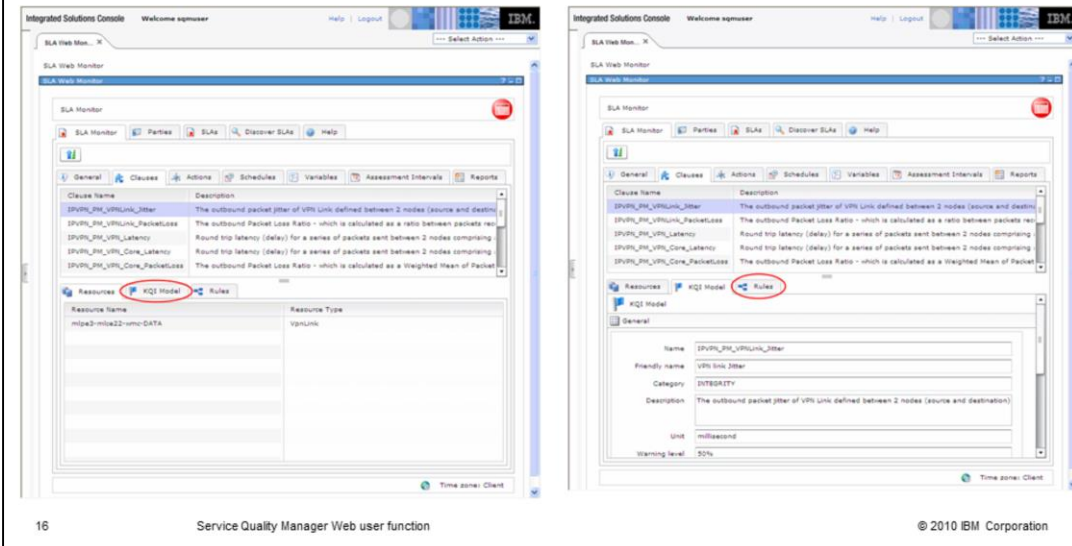 Integrated Solutions Console Welcome sqmuser Help | Logout IBM.
SLA Web Mon... X --- Select Action ---
SLA Web Monitor
SLA Web Monitor
SLA Monitor
SLA Monitor Parties SLAs Discover SLAs Help
General Clauses Actions Schedules Variables Assessment Intervals Reports
Clause Name Description
IPVPN_PM_VPNLink_Jitter The outbound packet jitter of VPN Link defined between 2 nodes (source and destina
IPVPN_PM_VPNLink_PacketLoss The outbound Packet Loss Ratio - which is calculated as a ratio between packets rec
IPVPN_PM_VPN_Latency Round trip latency (delay) for a series of packets sent between 2 nodes comprising
IPVPN_PM_VPN_Core_Latency Round trip latency (delay) for a series of packets sent between 2 nodes comprising
IPVPN_PM_VPN_Core_PacketLoss The outbound Packet Loss Ratio - which is calculated as a Weighted Mean of Packet
Resources KQI Model Rules
Resource Name Resource Type
VpnLink
Time zone: Client
Integrated Solutions Console Welcome sqmuser Help | Logout IBM.
SLA Web Mon... X --- Select Action ---
SLA Web Monitor
SLA Web Monitor
SLA Monitor
SLA Monitor Parties SLAs Discover SLAs Help
General Clauses Actions Schedules Variables Assessment Intervals Reports
Clause Name Description
IPVPN_PM_VPNLink_Jitter The outbound packet jitter of VPN Link defined between 2 nodes (source and destina
IPVPN_PM_VPNLink_PacketLoss The outbound Packet Loss Ratio - which is calculated as a ratio between packets rec
IPVPN_PM_VPN_Latency Round trip latency (delay) for a series of packets sent between 2 nodes comprising
IPVPN_PM_VPN_Core_Latency Round trip latency (delay) for a series of packets sent between 2 nodes comprising
IPVPN_PM_VPN_Core_PacketLoss The outbound Packet Loss Ratio - which is calculated as a Weighted Mean of Packet
Resources KQI Model Rules
KQI Model
General
Name IPVPN_PM_VPNLink_Jitter
Friendly name VPN link Jitter
Category INTEGRITY
Description The outbound packet jitter of VPN Link defined between 2 nodes (source and destination)
Unit millisecond
Warning level 50%
Time zone: Client
16 Service Quality Manager Web user function © 2010 IBM Corporation